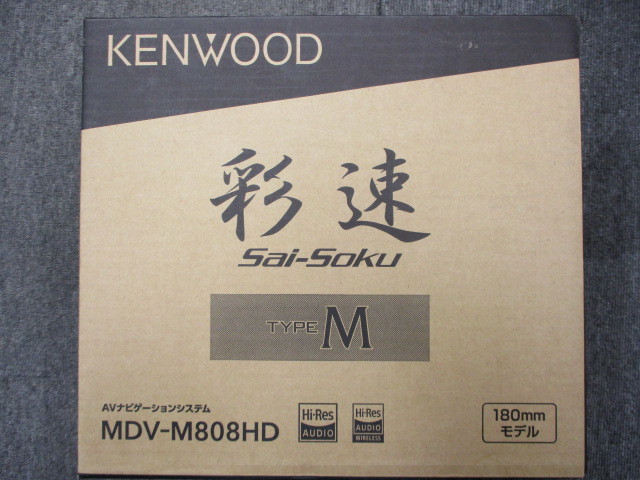 KENWOOD
彩速
Sai-Soku
TYPE M
AVナビゲーションシステム
MDV-M808HD
Hi-Res
AUDIO
Hi-Res
AUDIO
WIRELESS
180mm
モデル